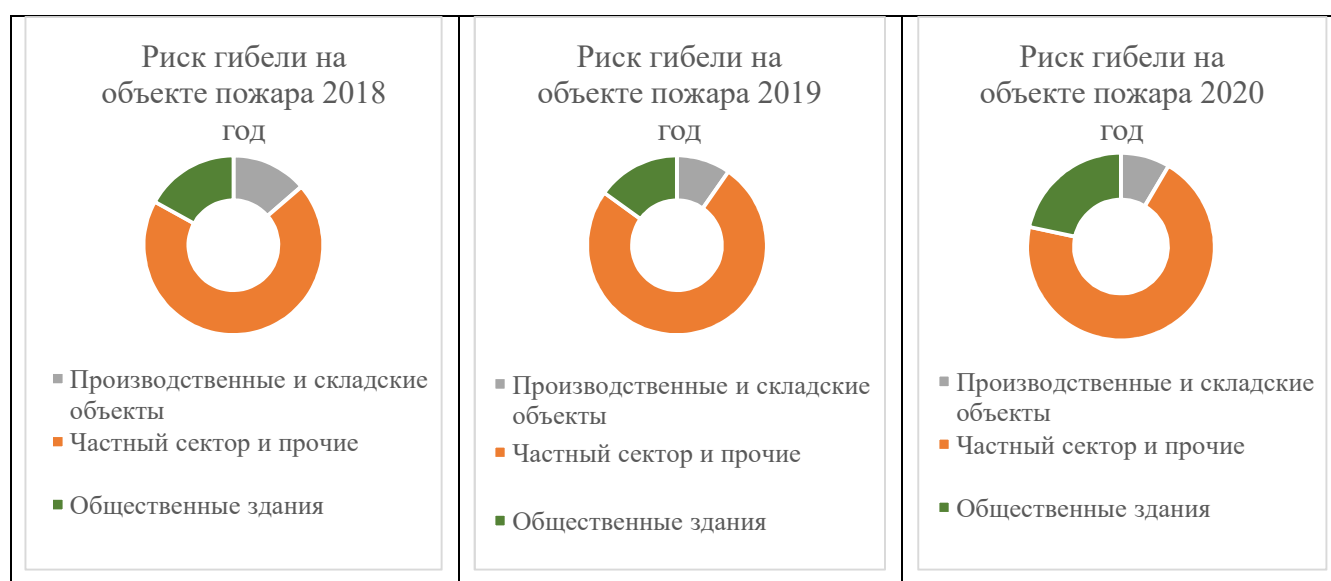 Риск гибели на
объекте пожара 2018
год
Производственные и складские
объекты
Частный сектор и прочие
Общественные здания
Риск гибели на
объекте пожара 2019
год
Производственные и складские
объекты
Частный сектор и прочие
Общественные здания
Риск гибели на
объекте пожара 2020
год
Производственные и складские
объекты
Частный сектор и прочие
Общественные здания